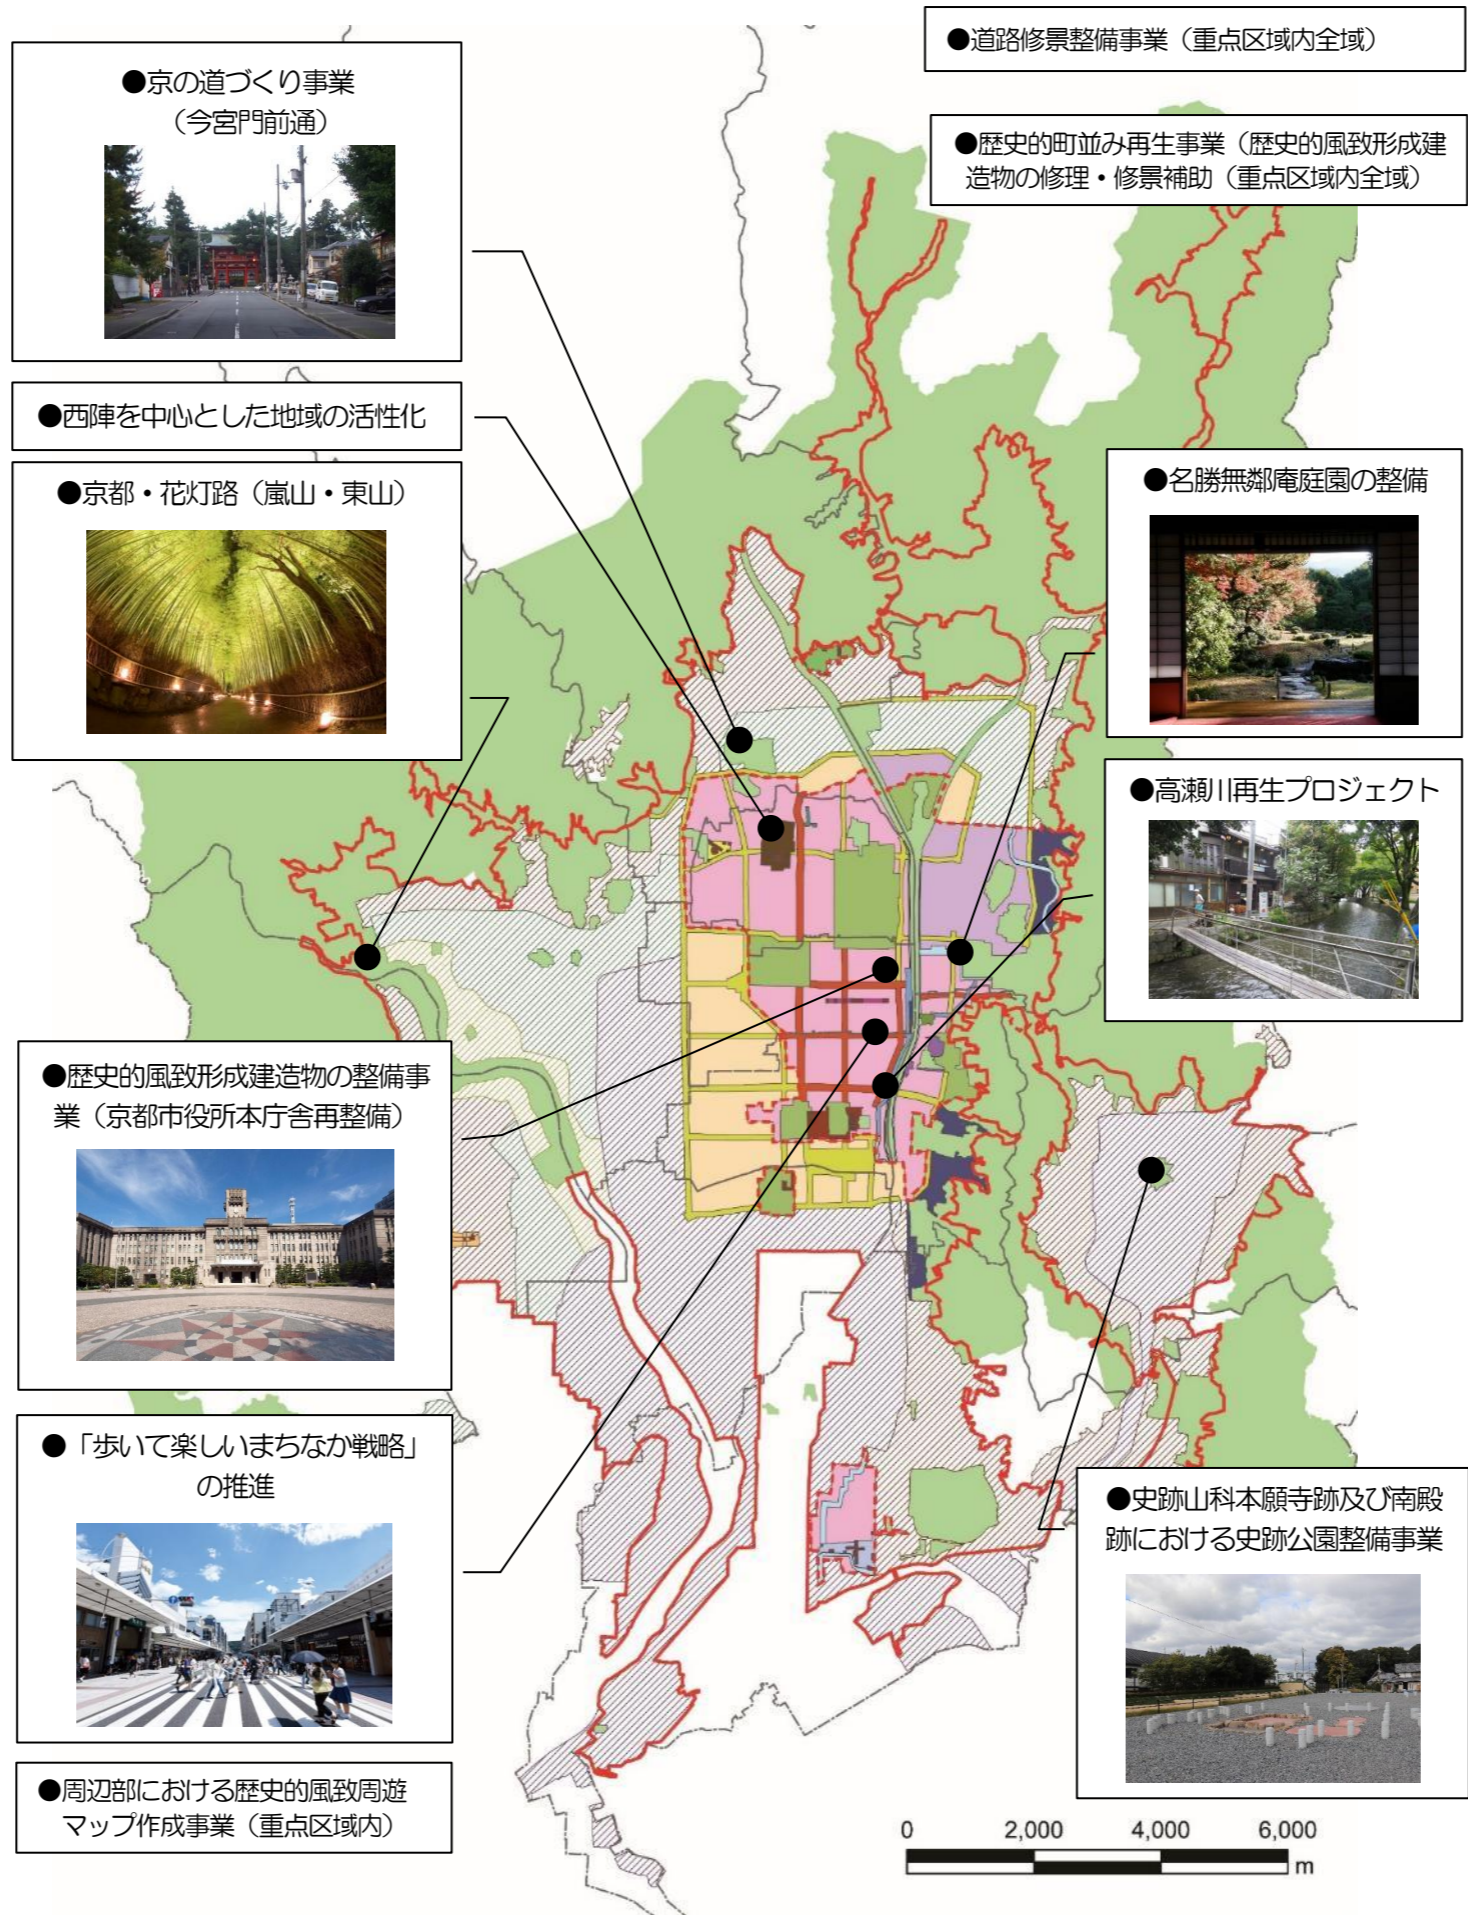 ●道路修景整備事業（重点区域内全域）
●京の道づくり事業
（今宮門前通）
●歴史的町並み再生事業（歴史的風致形成建
造物の修理・修景補助（重点区域内全域）
●西陣を中心とした地域の活性化
●京都・花灯路（嵐山・東山）
●名勝無鄰庵庭園の整備
●高瀬川再生プロジェクト
●歴史的風致形成建造物の整備事
業（京都市役所本庁舎再整備）
●「歩いて楽しいまちなか戦略」
の推進
●史跡山科本願寺跡及び南殿
跡における史跡公園整備事業
●周辺部における歴史的風致周遊
マップ作成事業（重点区域内）
0 2,000 4,000 6,000
m